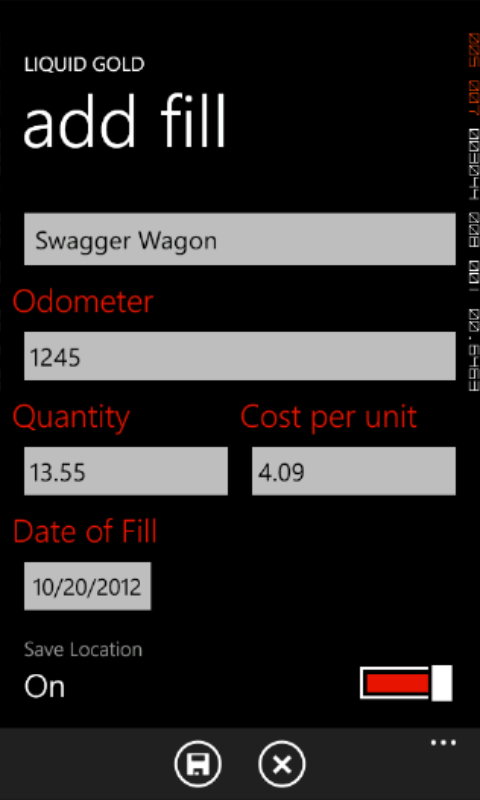 LIQUID GOLD
add fill
Swagger Wagon
Odometer
1245
Quantity
Cost per unit
13.55
4.09
Date of Fill
10/20/2012
Save Location
On